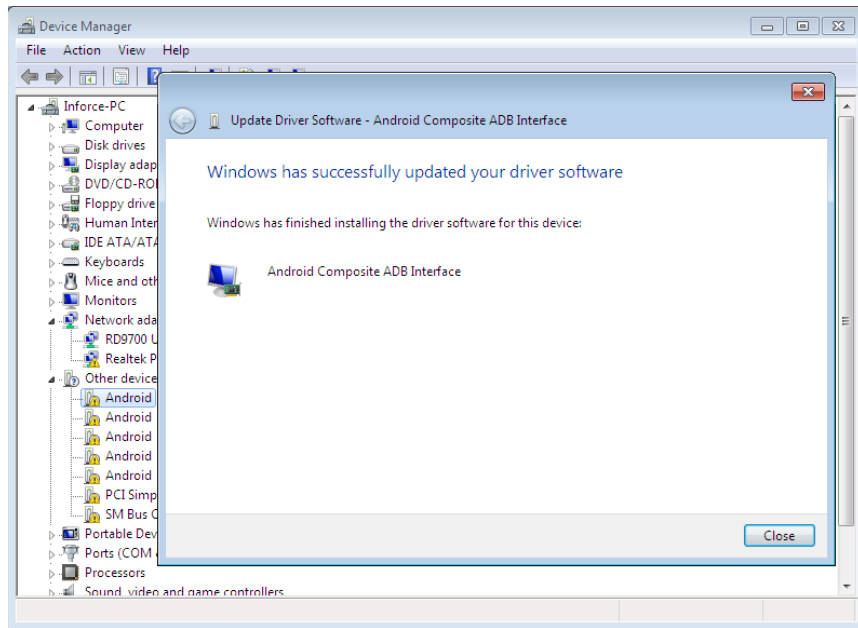 Device Manager
File Action View Help
Inforce-PC
Computer
Disk drives
Display adap
DVD/CD-RO
Floppy drive
Human Inter
IDE ATA/ATA
Keyboards
Mice and oth
Monitors
Network ada
RD9700 U
Realtek P
Other device
Android
Android
Android
Android
Android
PCI Simp
SM Bus C
Portable Dev
Ports (COM
Processors
Sound, video and game controllers
Update Driver Software - Android Composite ADB Interface
Windows has successfully updated your driver software
Windows has finished installing the driver software for this device:
Android Composite ADB Interface
Close